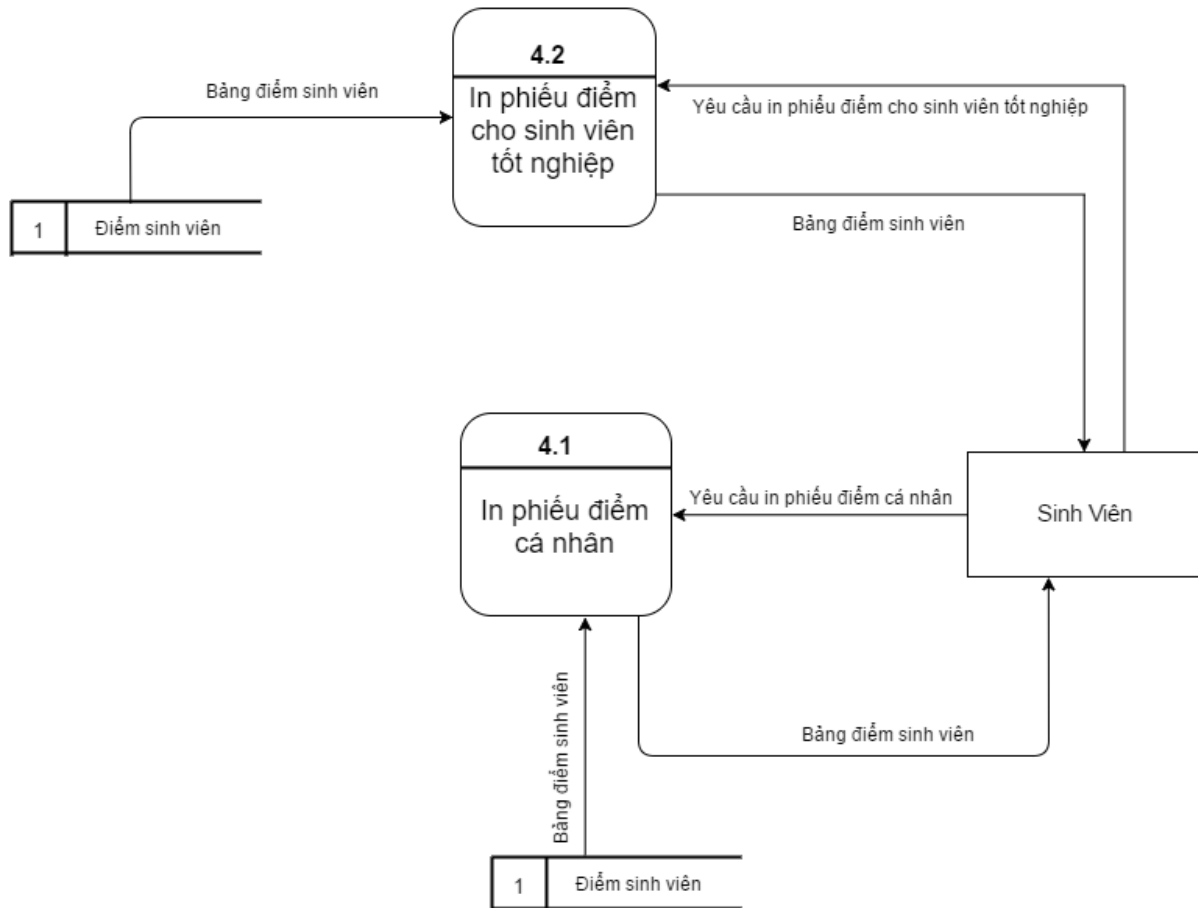 4.2
In phiếu điểm
cho sinh viên
tốt nghiệp
Bảng điểm sinh viên
Yêu cầu in phiếu điểm cho sinh viên tốt nghiệp
1
Điểm sinh viên
Bảng điểm sinh viên
4.1
In phiếu điểm
cá nhân
Yêu cầu in phiếu điểm cá nhân
Sinh Viên
Bảng điểm sinh viên
Bảng điểm sinh viên
1
Điểm sinh viên